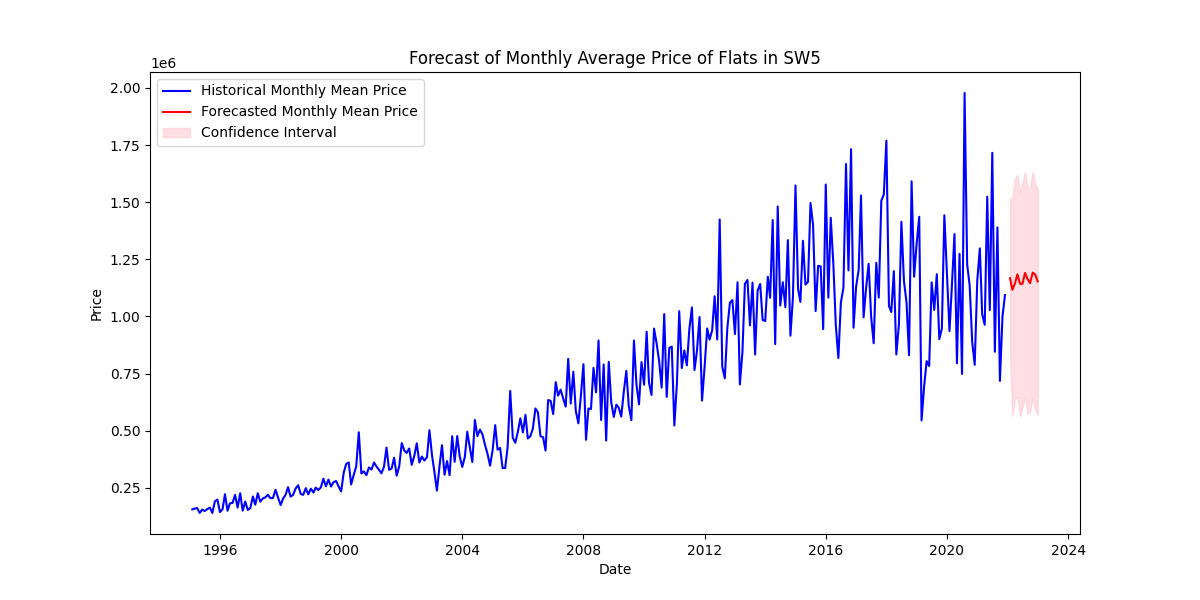 Forecast of Monthly Average Price of Flats in SW5
1e6
2.00
1.75
1.50
1.25
1.00
0.75
0.50
0.25
Price
Historical Monthly Mean Price
Forecasted Monthly Mean Price
Confidence Interval
1996 2000 2004 2008 2012 2016 2020 2024
Date